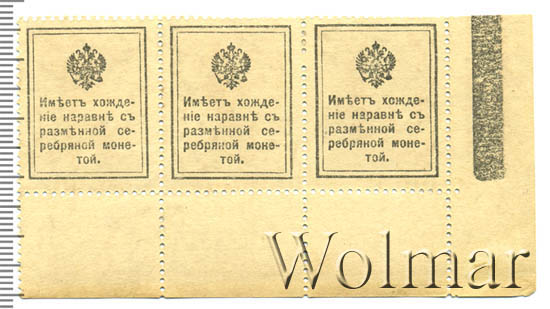 Имѣетъ хожде-
ніе наравнѣ съ
размѣнной се-
ребряной моне-
той.
Имѣетъ хожде-
ніе наравнѣ съ
размѣнной се-
ребряной моне-
той.
Имѣетъ хожде-
ніе наравнѣ съ
размѣнной се-
ребряной моне-
той.
Wolmar